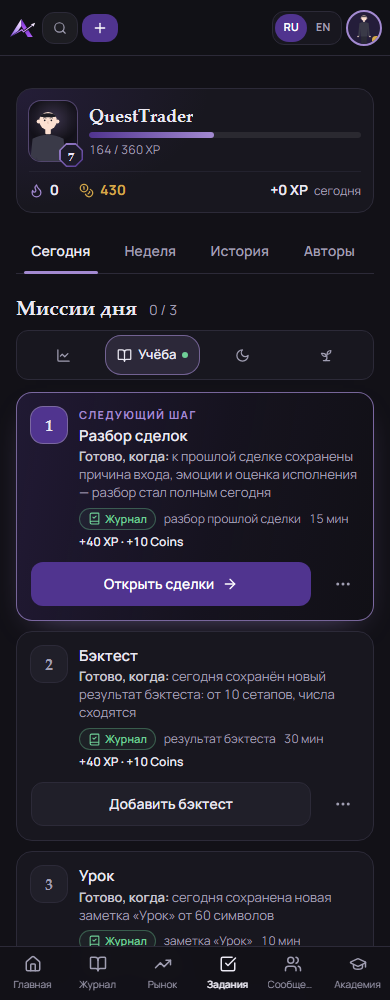 RU EN
QuestTrader
7
164 / 360 XP
0 430 +0 XP сегодня
Сегодня Неделя История Авторы
Миссии дня 0 / 3
Учёба
1
СЛЕДУЮЩИЙ ШАГ
Разбор сделок
Готово, когда: к прошлой сделке сохранены
причина входа, эмоции и оценка исполнения
— разбор стал полным сегодня
Журнал разбор прошлой сделки 15 мин
+40 XP · +10 Coins
Открыть сделки →
2
Бэктест
Готово, когда: сегодня сохранён новый
результат бэктеста: от 10 сетапов, числа
сходятся
Журнал результат бэктеста 30 мин
+40 XP · +10 Coins
Добавить бэктест
3
Урок
Готово, когда: сегодня сохранена новая
заметка «Урок» от 60 символов
Журнал заметка «Урок» 10 мин
Главная Журнал Рынок Задания Сообще... Академия